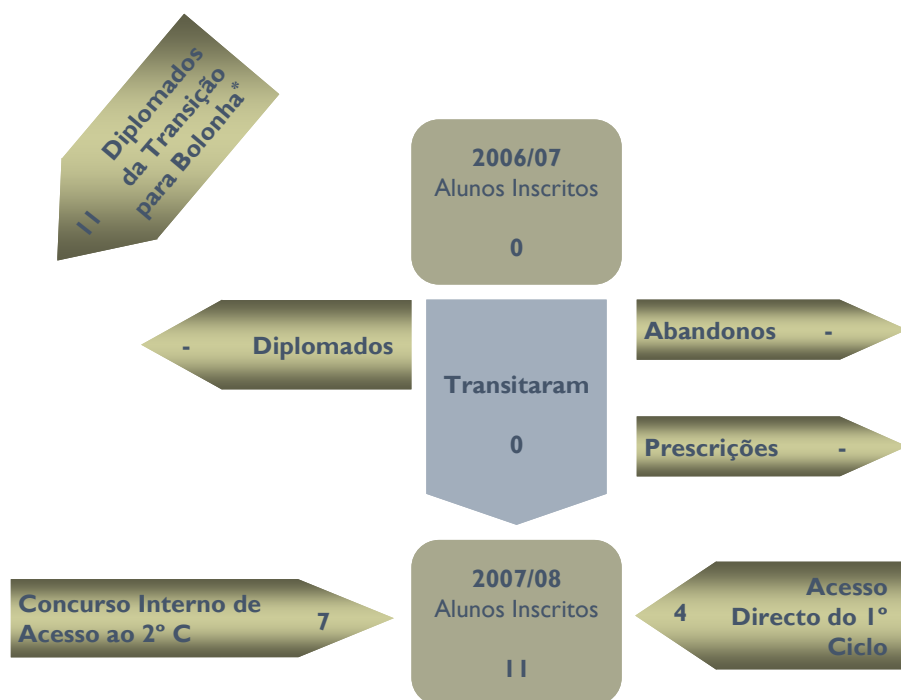 Diplomados
da Transição
para Bolonha*
11
2006/07
Alunos Inscritos
0
- Diplomados
Transitaram
0
Abandonos -
Prescrições -
Concurso Interno de
Acesso ao 2º C
7
2007/08
Alunos Inscritos
11
4
Acesso
Directo do 1º
Ciclo